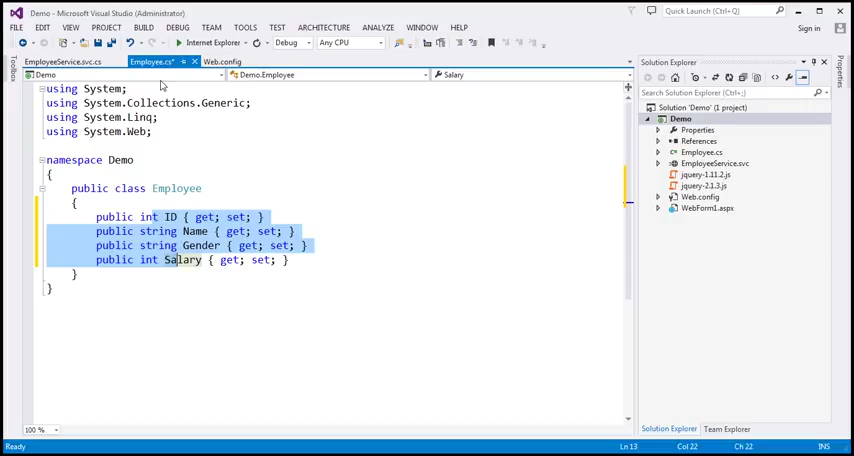 Demo - Microsoft Visual Studio (Administrator)
Quick Launch (Ctrl+Q)
FILE EDIT VIEW PROJECT BUILD DEBUG TEAM TOOLS TEST ARCHITECTURE ANALYZE WINDOW HELP
Sign in
Internet Explorer Debug Any CPU
Toolbox
EmployeeService.svc.cs Employee.cs* Web.config
Demo Demo.Employee Salary
using System;
using System.Collections.Generic;
using System.Linq;
using System.Web;
namespace Demo
{
public class Employee
{
public int ID { get; set; }
public string Name { get; set; }
public string Gender { get; set; }
public int Salary { get; set; }
}
}
100 %
Solution Explorer
Search Solution Explorer (Ctrl+;)
Solution 'Demo' (1 project)
Demo
Properties
References
Employee.cs
EmployeeService.svc
jquery-1.11.2.js
jquery-2.1.3.js
Web.config
WebForm1.aspx
Solution Explorer Team Explorer
Properties
Ready Ln 13 Col 22 Ch 22 INS